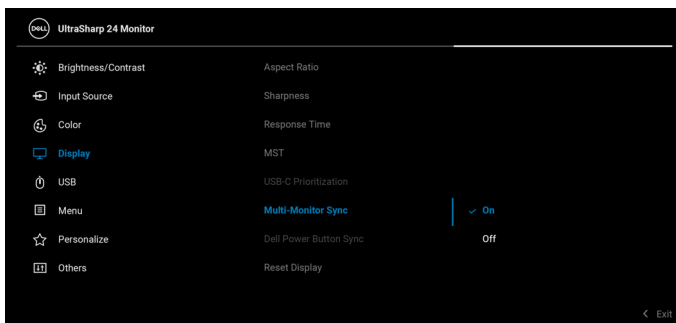 DELL UltraSharp 24 Monitor
Brightness/Contrast Aspect Ratio
Input Source Sharpness
Color Response Time
Display MST
USB USB-C Prioritization
Menu Multi-Monitor Sync On
Personalize Dell Power Button Sync Off
Others Reset Display
Exit